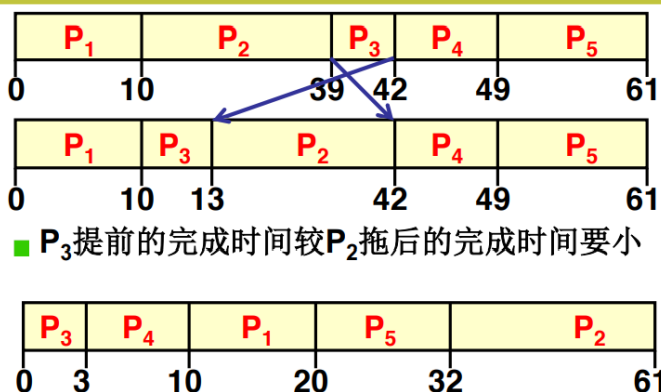 P₁ P₂ P₃ P₄ P₅
0 10 39 42 49 61
P₁ P₃ P₂ P₄ P₅
0 10 13 42 49 61
P₃提前的完成时间较P₂拖后的完成时间要小
P₃ P₄ P₁ P₅ P₂
0 3 10 20 32 61